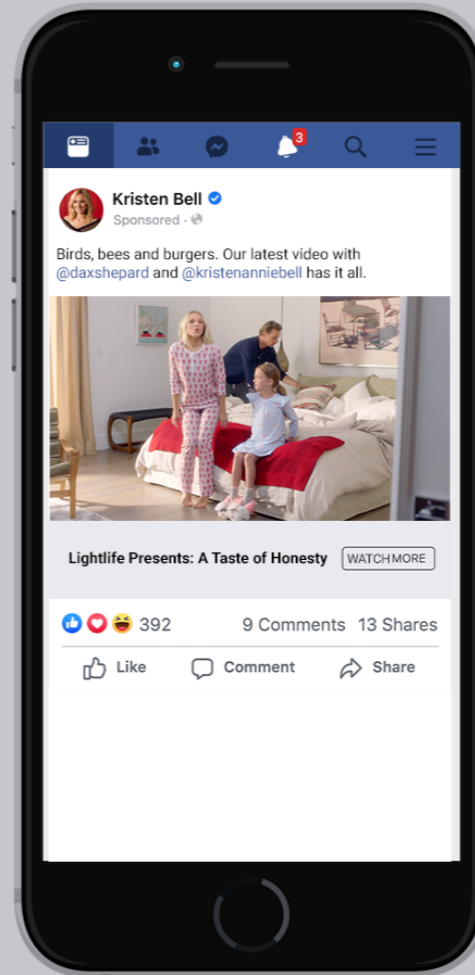 3
Kristen Bell
Sponsored ·
Birds, bees and burgers. Our latest video with
@daxshepard and @kristenanniebell has it all.
Lightlife Presents: A Taste of Honesty WATCH MORE
392 9 Comments 13 Shares
Like Comment Share